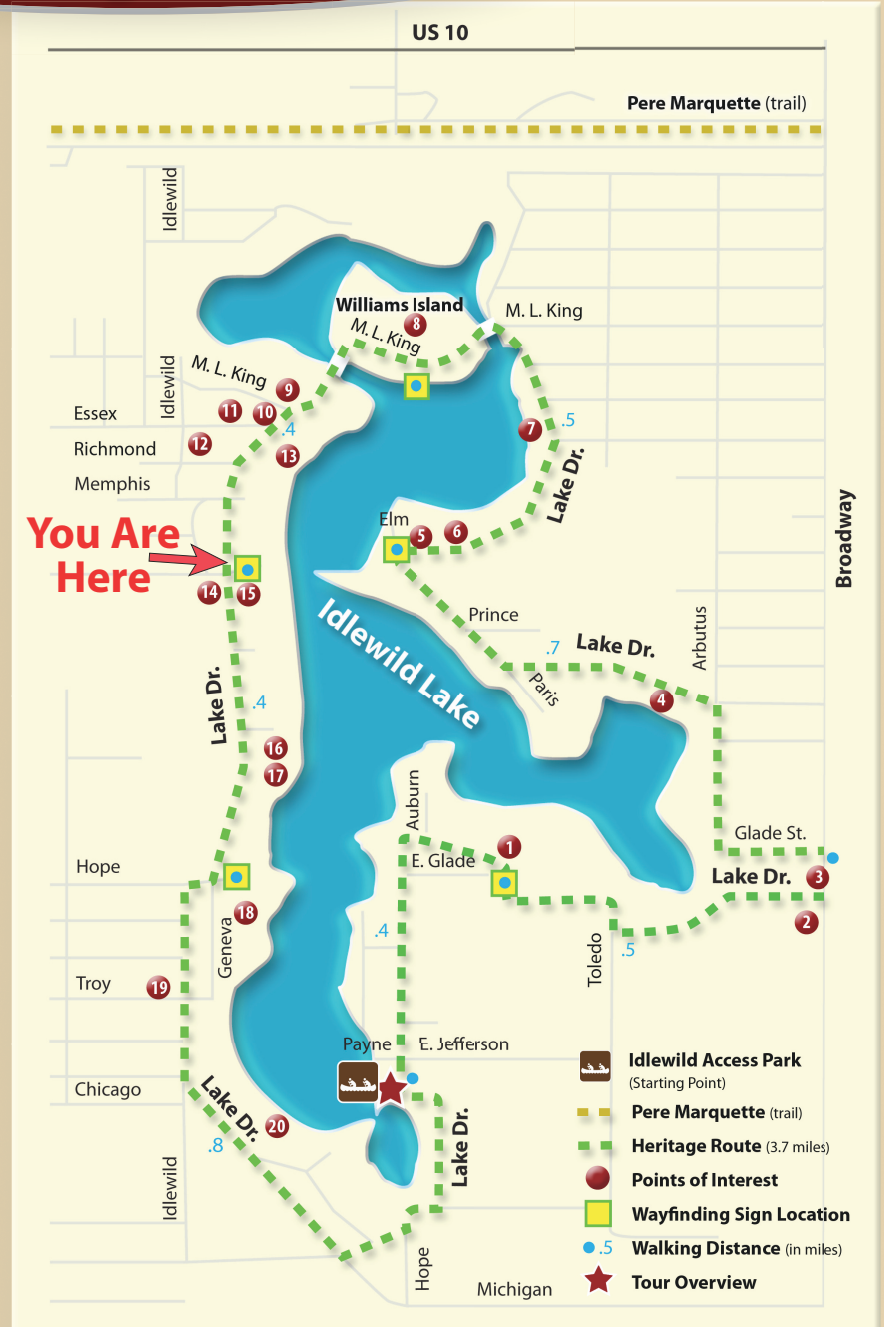 US 10
Pere Marquette (trail)
Idlewild
Williams Island
8
M. L. King
M. L. King
M. L. King
Idlewild
9
11
10
Essex
.4
.5
7
12
Richmond
13
Memphis
Lake Dr.
Broadway
Elm
5
6
You Are
Here
14
15
Idlewild Lake
Prince
.7
Lake Dr.
Arbutus
Paris
4
Lake Dr.
.4
16
17
Auburn
Glade St.
1
E. Glade
Hope
Lake Dr.
3
18
2
Geneva
.4
Toledo
.5
Troy
19
Payne
E. Jefferson
Chicago
Lake Dr.
20
.8
Lake Dr.
Idlewild
Hope
Michigan
Idlewild Access Park
(Starting Point)
Pere Marquette (trail)
Heritage Route (3.7 miles)
Points of Interest
Wayfinding Sign Location
.5 Walking Distance (in miles)
Tour Overview